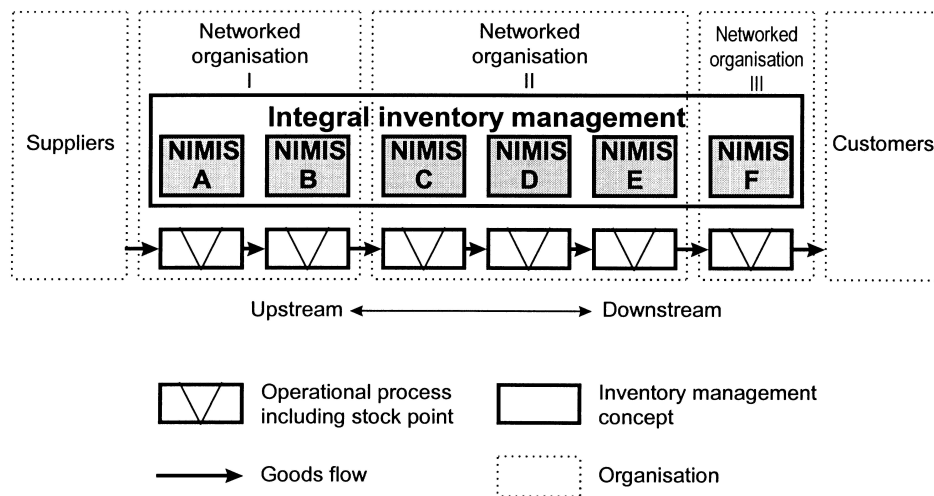 Networked
organisation
I
Networked
organisation
II
Networked
organisation
III
Integral inventory management
Suppliers
NIMIS
A
NIMIS
B
NIMIS
C
NIMIS
D
NIMIS
E
NIMIS
F
Customers
Upstream
Downstream
Operational process
including stock point
Inventory management
concept
Goods flow
Organisation